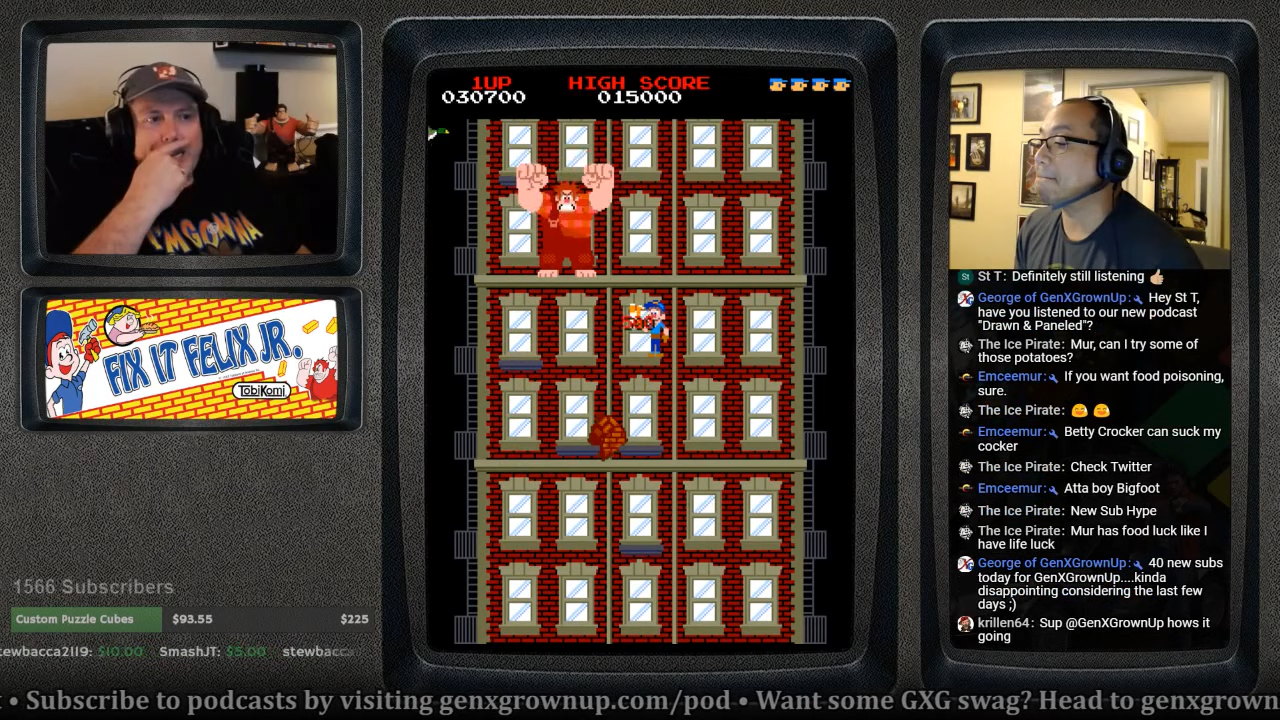 1UP
HIGH SCORE
030700
015000
I'M GONNA
FIX IT FELIX JR.
TobiKomi
St St T: Definitely still listening
George of GenXGrownUp: Hey St T,
have you listened to our new podcast
"Drawn & Paneled"?
The Ice Pirate: Mur, can I try some of
those potatoes?
Emceemur: If you want food poisoning,
sure.
The Ice Pirate:
Emceemur: Betty Crocker can suck my
cocker
The Ice Pirate: Check Twitter
Emceemur: Atta boy Bigfoot
The Ice Pirate: New Sub Hype
The Ice Pirate: Mur has food luck like I
have life luck
George of GenXGrownUp: 40 new subs
today for GenXGrownUp....kinda
disappointing considering the last few
days ;)
krillen64: Sup @GenXGrownUp hows it
going
1566 Subscribers
Custom Puzzle Cubes $93.55 $225
tewbacca2119: $10.00 SmashJT: $5.00 stewbacca
• Subscribe to podcasts by visiting genxgrownup.com/pod • Want some GXG swag? Head to genxgrown